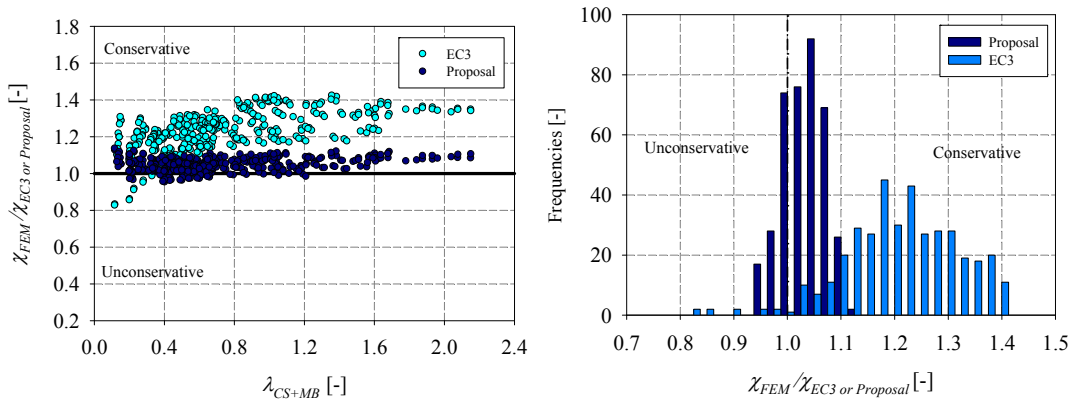 1.8
1.6
1.4
1.2
1.0
0.8
0.6
0.4
0.2
Conservative
EC3
Proposal
Unconservative
0.0 0.4 0.8 1.2 1.6 2.0 2.4
λCS+MB [-]
χFEM/χEC3 or Proposal [-]
100
80
60
40
20
0
Proposal
EC3
Unconservative
Conservative
0.7 0.8 0.9 1.0 1.1 1.2 1.3 1.4 1.5
χFEM/χEC3 or Proposal [-]
Frequencies [-]